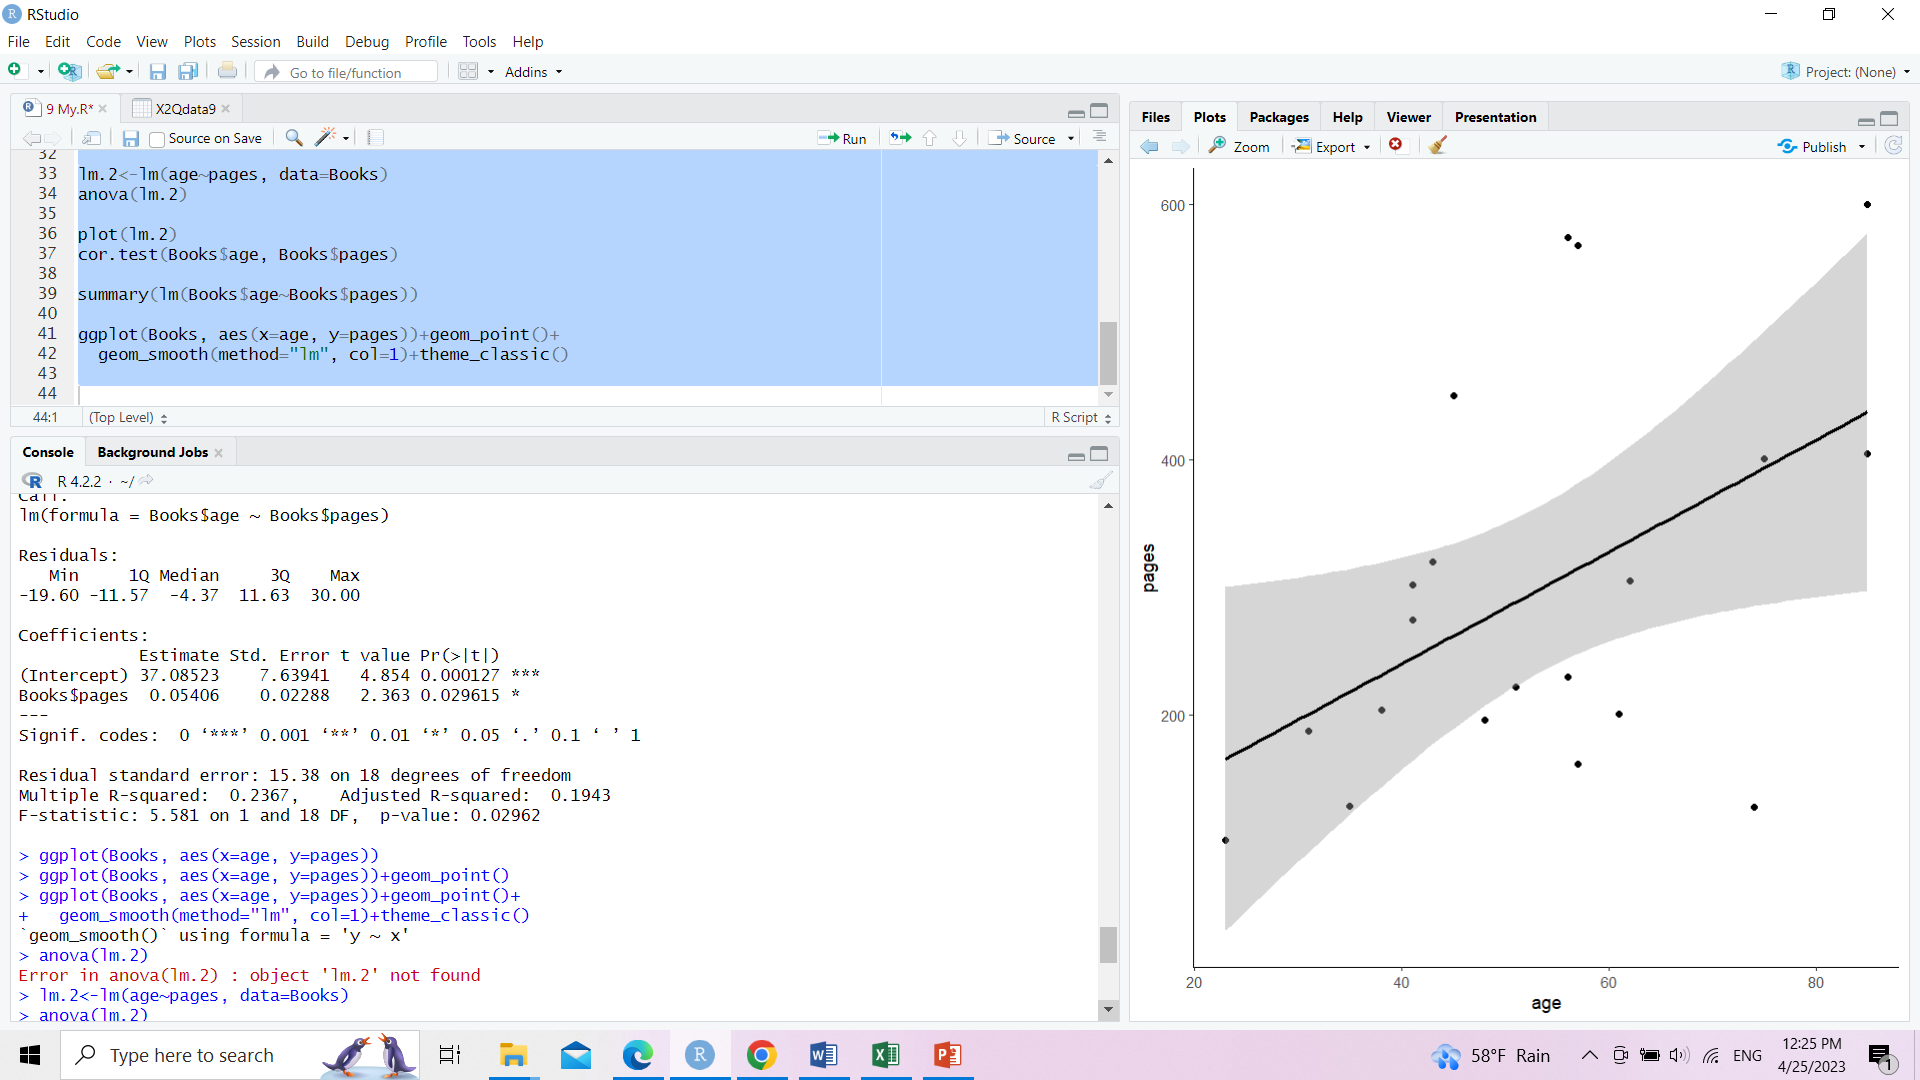 RStudio
File Edit Code View Plots Session Build Debug Profile Tools Help
Go to file/function Addins Project: (None)
9 My.R* X2Qdata9
Source on Save Run Source
32
33 lm.2<-lm(age~pages, data=Books)
34 anova(lm.2)
35
36 plot(lm.2)
37 cor.test(Books$age, Books$pages)
38
39 summary(lm(Books$age~Books$pages))
40
41 ggplot(Books, aes(x=age, y=pages))+geom_point()+
42 geom_smooth(method="lm", col=1)+theme_classic()
43
44
44:1 (Top Level) R Script
Console Background Jobs
R 4.2.2 · ~/
Call:
lm(formula = Books$age ~ Books$pages)
Residuals:
Min 1Q Median 3Q Max
-19.60 -11.57 -4.37 11.63 30.00
Coefficients:
Estimate Std. Error t value Pr(>|t|)
(Intercept) 37.08523 7.63941 4.854 0.000127 ***
Books$pages 0.05406 0.02288 2.363 0.029615 *
---
Signif. codes: 0 ‘***’ 0.001 ‘**’ 0.01 ‘*’ 0.05 ‘.’ 0.1 ‘ ’ 1
Residual standard error: 15.38 on 18 degrees of freedom
Multiple R-squared: 0.2367, Adjusted R-squared: 0.1943
F-statistic: 5.581 on 1 and 18 DF, p-value: 0.02962
> ggplot(Books, aes(x=age, y=pages))
> ggplot(Books, aes(x=age, y=pages))+geom_point()
> ggplot(Books, aes(x=age, y=pages))+geom_point()+
+ geom_smooth(method="lm", col=1)+theme_classic()
`geom_smooth()` using formula = 'y ~ x'
> anova(lm.2)
Error in anova(lm.2) : object 'lm.2' not found
> lm.2<-lm(age~pages, data=Books)
> anova(lm.2)
Files Plots Packages Help Viewer Presentation
Zoom Export Publish
600
400
200
pages
20 40 60 80
age
Type here to search
58°F Rain ENG
12:25 PM
4/25/2023
1